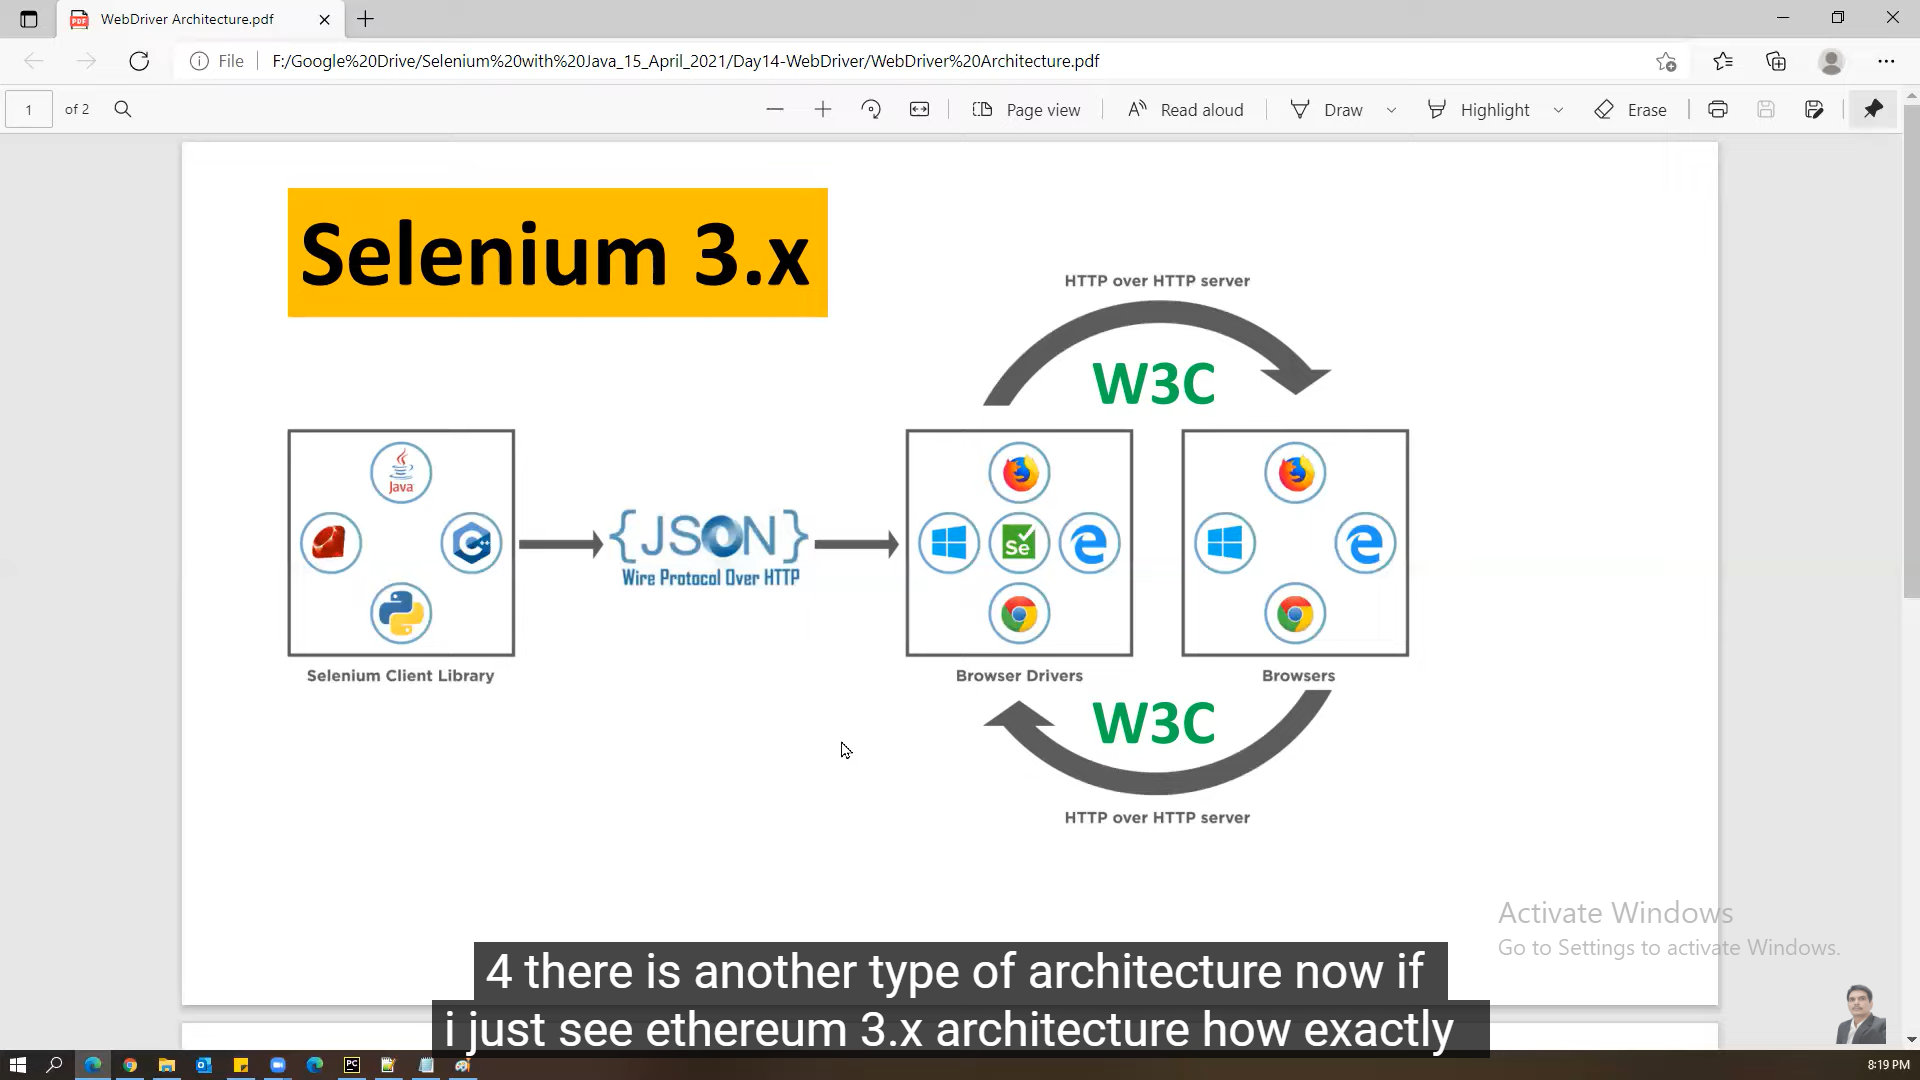 WebDriver Architecture.pdf
File
F:/Google%20Drive/Selenium%20with%20Java_15_April_2021/Day14-WebDriver/WebDriver%20Architecture.pdf
1 of 2
Page view
Read aloud
Draw
Highlight
Erase
Selenium 3.x
HTTP over HTTP server
W3C
Java
{JSON}
Wire Protocol Over HTTP
Se
Selenium Client Library
Browser Drivers
Browsers
W3C
HTTP over HTTP server
Activate Windows
Go to Settings to activate Windows.
4 there is another type of architecture now if
i just see ethereum 3.x architecture how exactly
8:19 PM